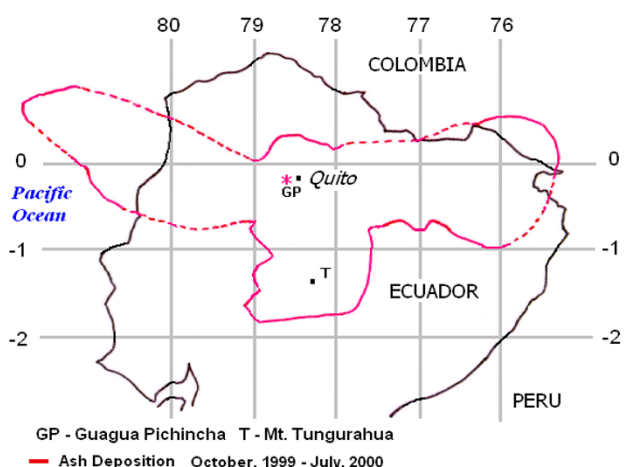 80 79 78 77 76
COLOMBIA
0 0
Quito
GP
Pacific
Ocean
-1 -1
T
ECUADOR
-2 -2
PERU
GP - Guagua Pichincha T - Mt. Tungurahua
Ash Deposition October, 1999 - July, 2000